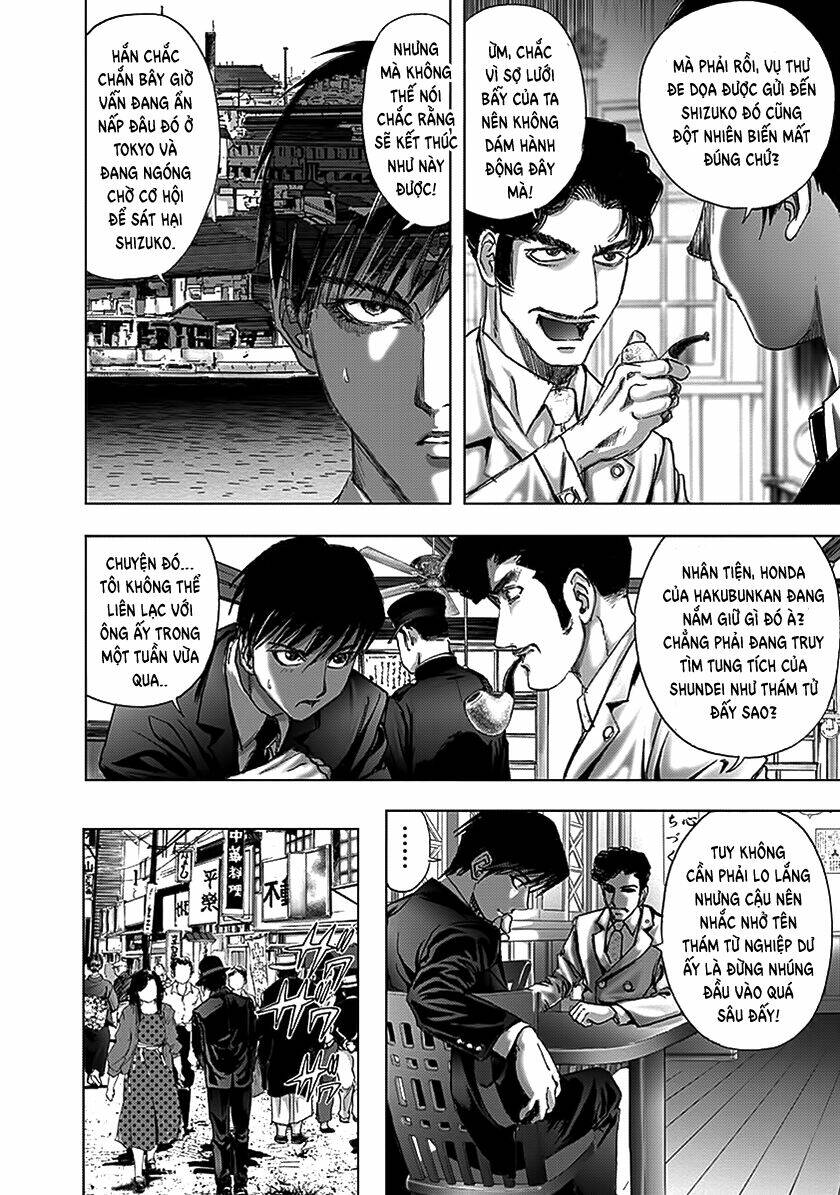 MÀ PHẢI RỒI, VỤ THƯ
ĐE DỌA ĐƯỢC GỬI ĐẾN
SHIZUKO ĐÓ CŨNG
ĐỘT NHIÊN BIẾN MẤT
ĐÚNG CHỨ?
ỪM, CHẮC
VÌ SỢ LƯỚI
BẪY CỦA TA
NÊN KHÔNG
DÁM HÀNH
ĐỘNG ĐÂY
MÀ!
NHƯNG
MÀ KHÔNG
THỂ NÓI
CHẮC RẰNG
SẼ KẾT THÚC
NHƯ NÀY
ĐƯỢC!
HẮN CHẮC
CHẮN BÂY GIỜ
VẪN ĐANG ẨN
NẤP ĐÂU ĐÓ Ở
TOKYO VÀ
ĐANG NGÓNG
CHỜ CƠ HỘI
ĐỂ SÁT HẠI
SHIZUKO.
NHÂN TIỆN, HONDA
CỦA HAKUBUNKAN ĐANG
NẮM GIỮ GÌ ĐÓ À?
CHẲNG PHẢI ĐANG TRUY
TÌM TUNG TÍCH CỦA
SHUNDEI NHƯ THÁM TỬ
ĐẤY SAO?
CHUYỆN ĐÓ...
TÔI KHÔNG THỂ
LIÊN LẠC VỚI
ÔNG ẤY TRONG
MỘT TUẦN VỪA
QUA..
TUY KHÔNG
CẦN PHẢI LO LẮNG
NHƯNG CẬU NÊN
NHẮC NHỞ TÊN
THÁM TỬ NGHIỆP DƯ
ẤY LÀ ĐỪNG NHÚNG
ĐẦU VÀO QUÁ
SÂU ĐẤY!
......
中華料理
平樂
不動
ガヤ
ガヤ